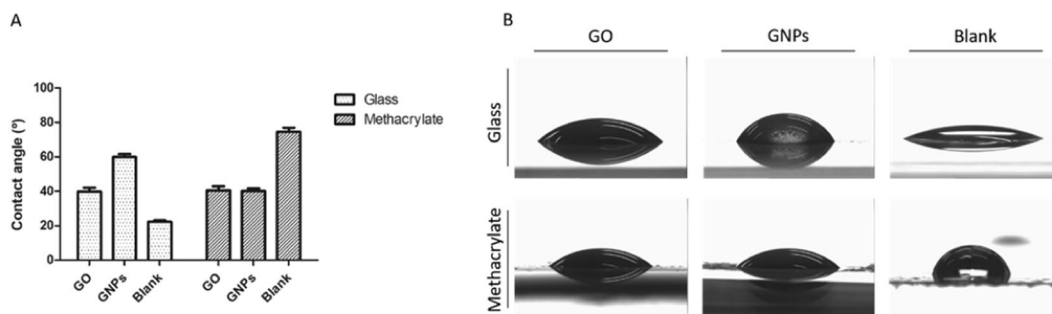 A
Contact angle (º)
100
80
60
40
20
0
GO
GNPs
Blank
GO
GNPs
Blank
Glass
Methacrylate
B
GO
GNPs
Blank
Glass
Methacrylate